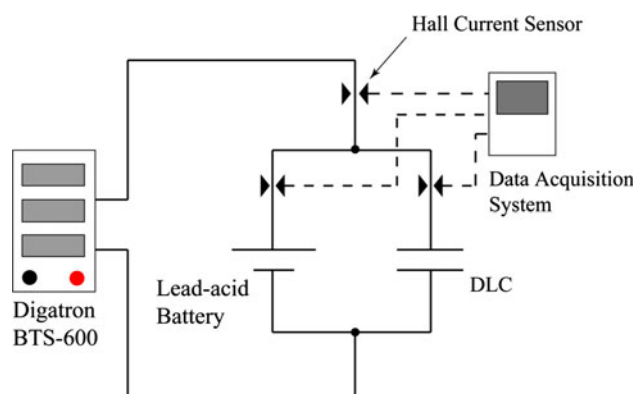 Hall Current Sensor
Data Acquisition
System
Lead-acid
Battery
DLC
Digatron
BTS-600